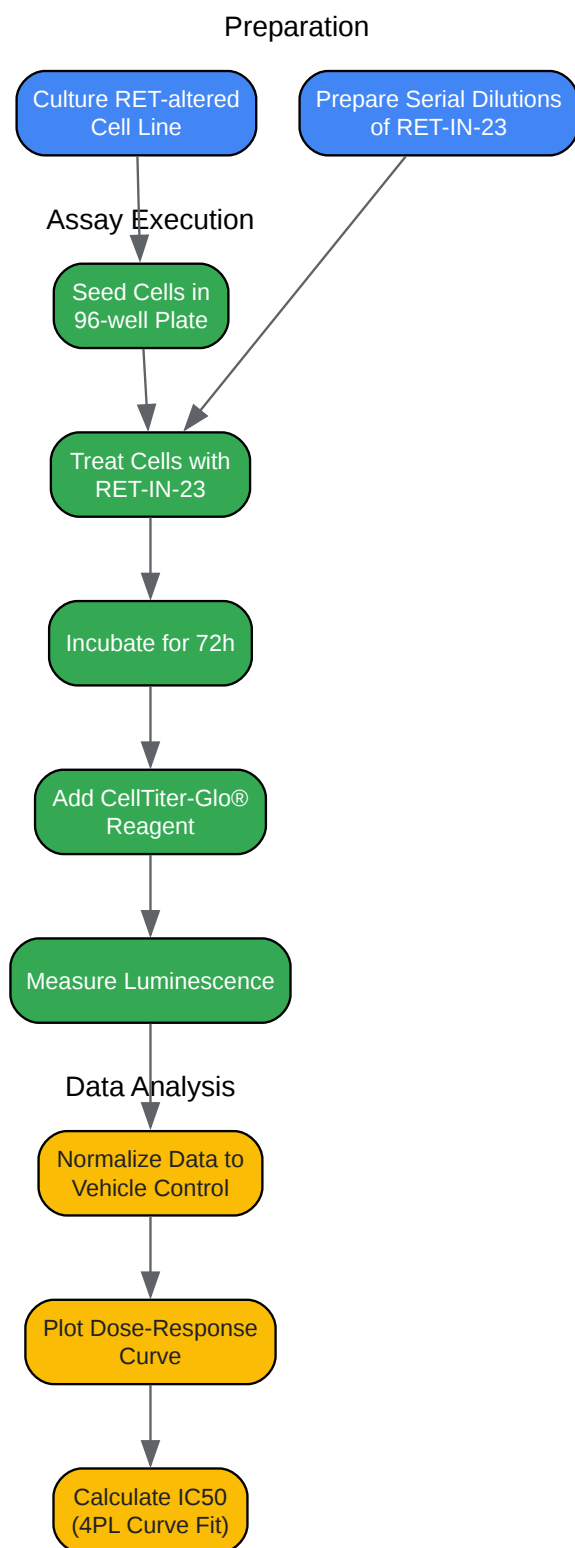 Preparation
Culture RET-altered
Cell Line
Prepare Serial Dilutions
of RET-IN-23
Assay Execution
Seed Cells in
96-well Plate
Treat Cells with
RET-IN-23
Incubate for 72h
Add CellTiter-Glo®
Reagent
Measure Luminescence
Data Analysis
Normalize Data to
Vehicle Control
Plot Dose-Response
Curve
Calculate IC50
(4PL Curve Fit)